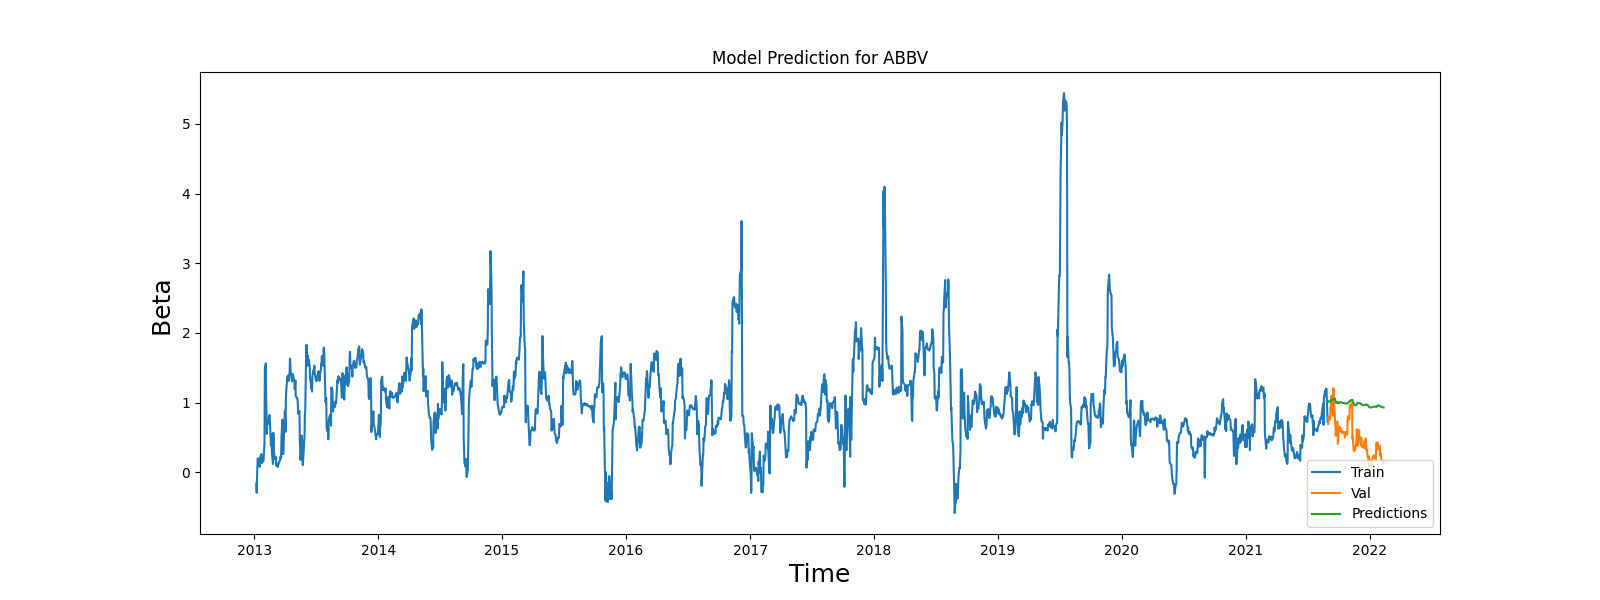 Model Prediction for ABBV
Beta
5
4
3
2
1
0
2013 2014 2015 2016 2017 2018 2019 2020 2021 2022
Time
Train
Val
Predictions